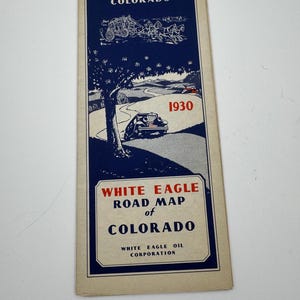 COLORADO
1930
WHITE EAGLE
ROAD MAP
of
COLORADO
WHITE EAGLE OIL
CORPORATION